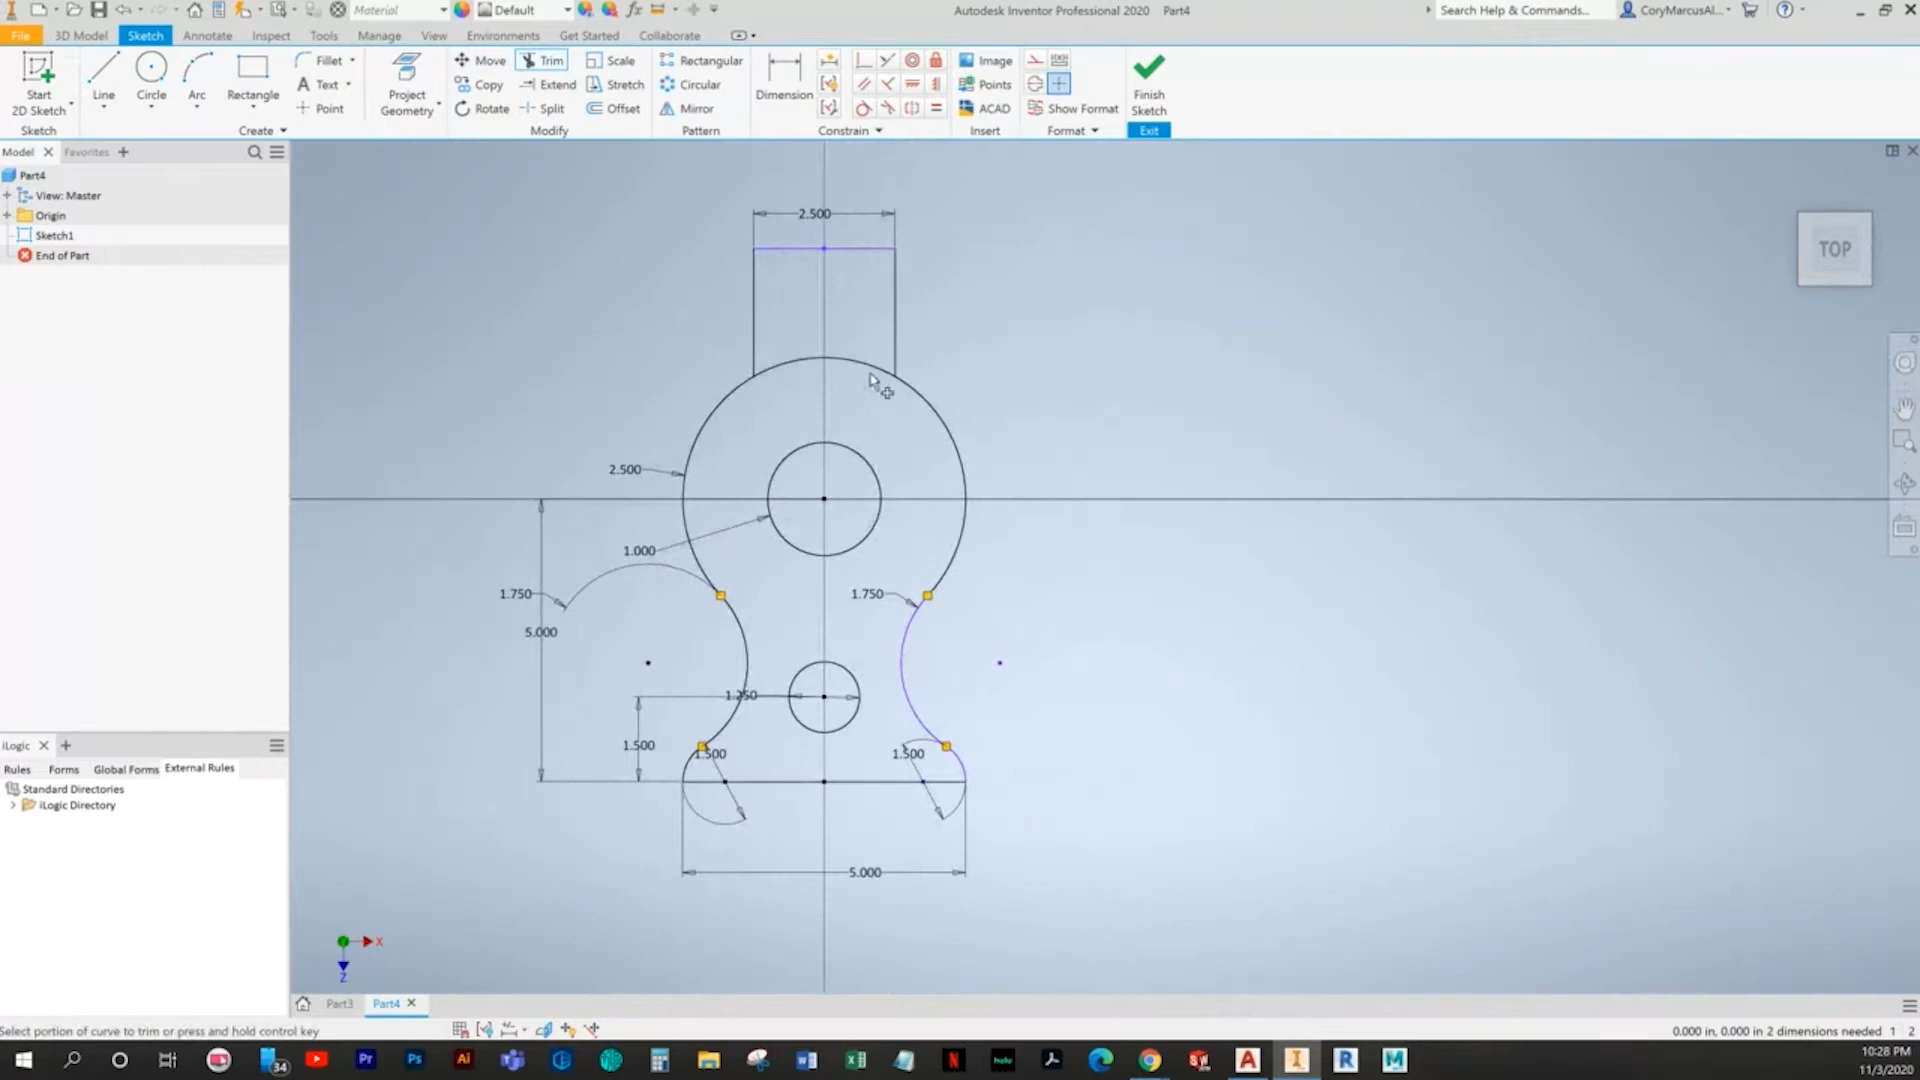 Material
Default
Autodesk Inventor Professional 2020 Part4
Search Help & Commands...
CoryMarcusAl...
File
3D Model
Sketch
Annotate
Inspect
Tools
Manage
View
Environments
Get Started
Collaborate
Start
2D Sketch
Line
Circle
Arc
Rectangle
Fillet
Text
Point
Project
Geometry
Move
Copy
Rotate
Trim
Extend
Split
Scale
Stretch
Offset
Rectangular
Circular
Mirror
Dimension
Image
Points
ACAD
Show Format
Finish
Sketch
Sketch
Create
Modify
Pattern
Constrain
Insert
Format
Exit
Model
Favorites
Part4
View: Master
Origin
Sketch1
End of Part
TOP
2.500
2.500
1.000
1.750
1.750
5.000
1.250
1.500
1.500
1.500
5.000
X
Z
iLogic
Rules Forms Global Forms External Rules
Standard Directories
iLogic Directory
Part3
Part4
Select portion of curve to trim or press and hold control key
0.000 in, 0.000 in 2 dimensions needed 1 2
34
Pr
Ps
Ai
hulu
SW
A
I
R
M
10:28 PM
11/3/2020